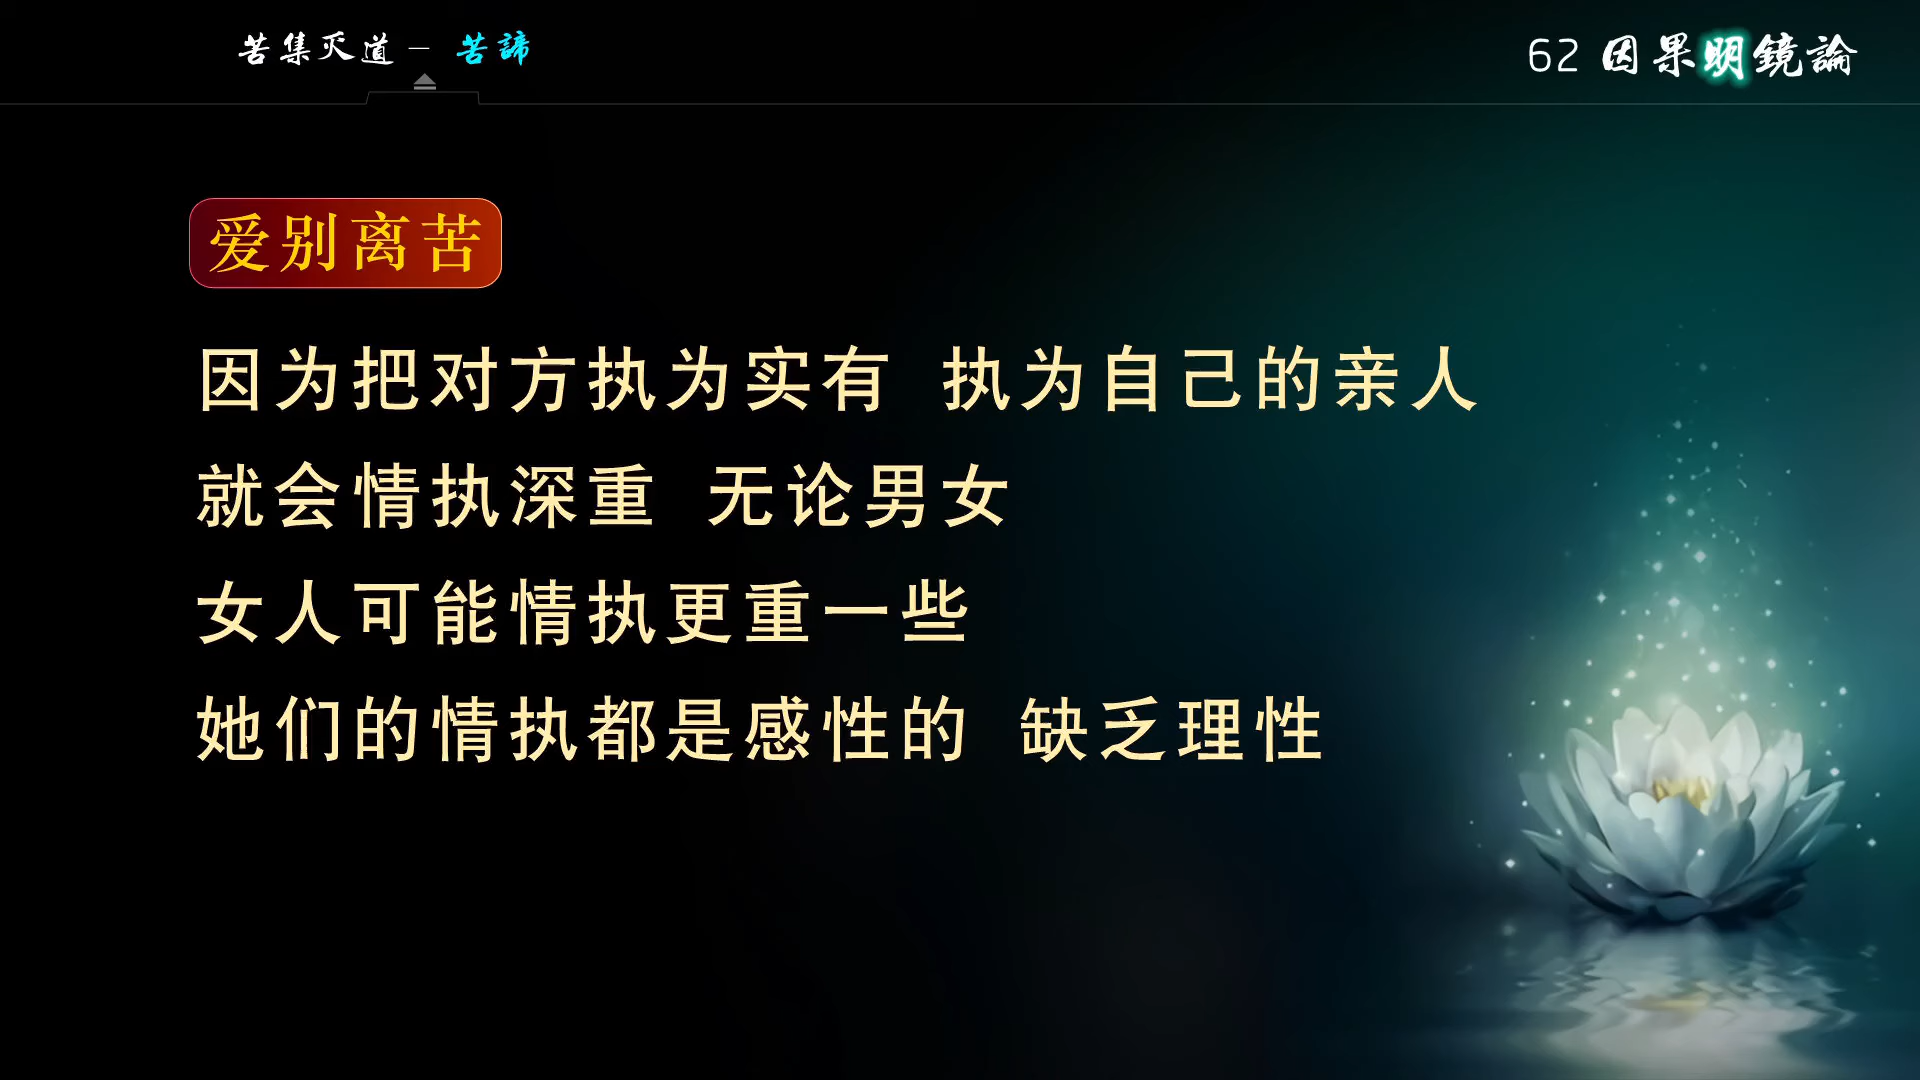 苦集灭道 — 苦諦
62 因果明鏡論
爱别离苦
因为把对方执为实有 执为自己的亲人
就会情执深重 无论男女
女人可能情执更重一些
她们的情执都是感性的 缺乏理性